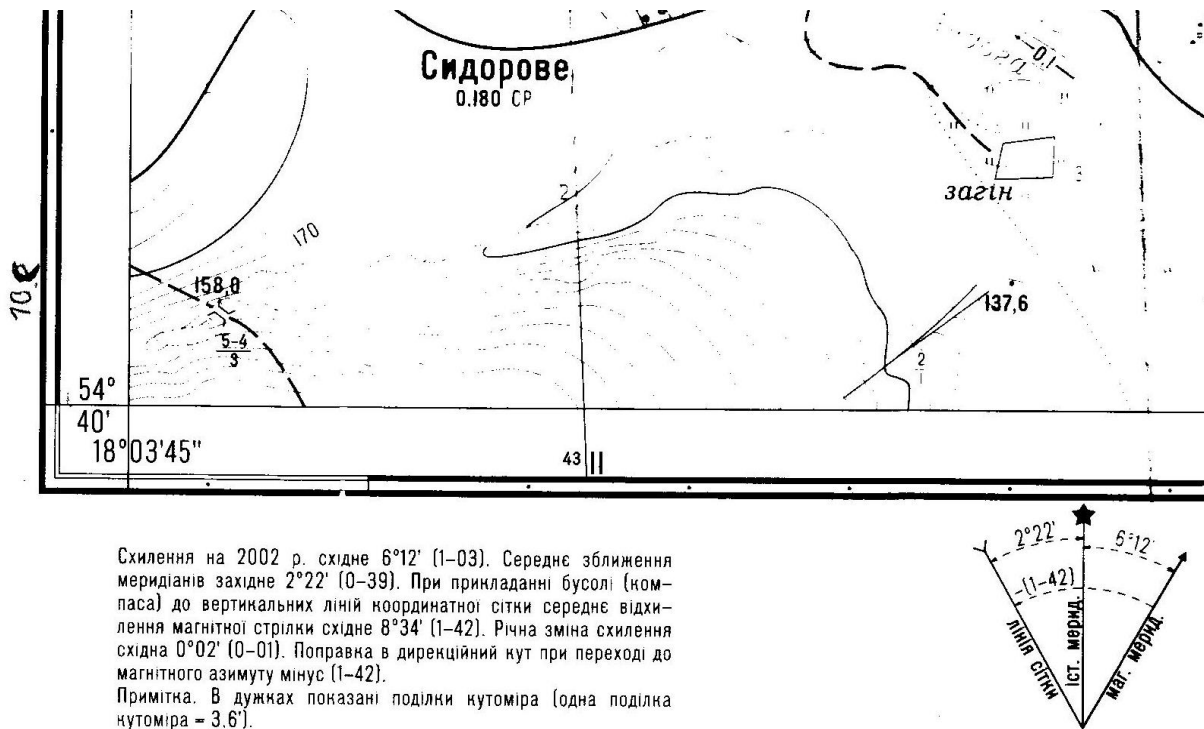 Сидорове
0.180 СР
0,1
2
загін
3
170
158,8
5-4
3
137,6
2
1
54°
40'
18°03'45"
43
II
2°22'
6°12'
-(1-42)
лінія сітки
іст. мерид.
маг. мерид.
Схилення на 2002 р. східне 6°12' (1-03). Середнє зближення
меридіанів західне 2°22' (0-39). При прикладанні бусолі (ком-
паса) до вертикальних ліній координатної сітки середнє відхи-
лення магнітної стрілки східне 8°34' (1-42). Річна зміна схилення
східна 0°02' (0-01). Поправка в дирекційний кут при переході до
магнітного азимуту мінус (1-42).
Примітка. В дужках показані поділки кутоміра (одна поділка
кутоміра = 3.6').